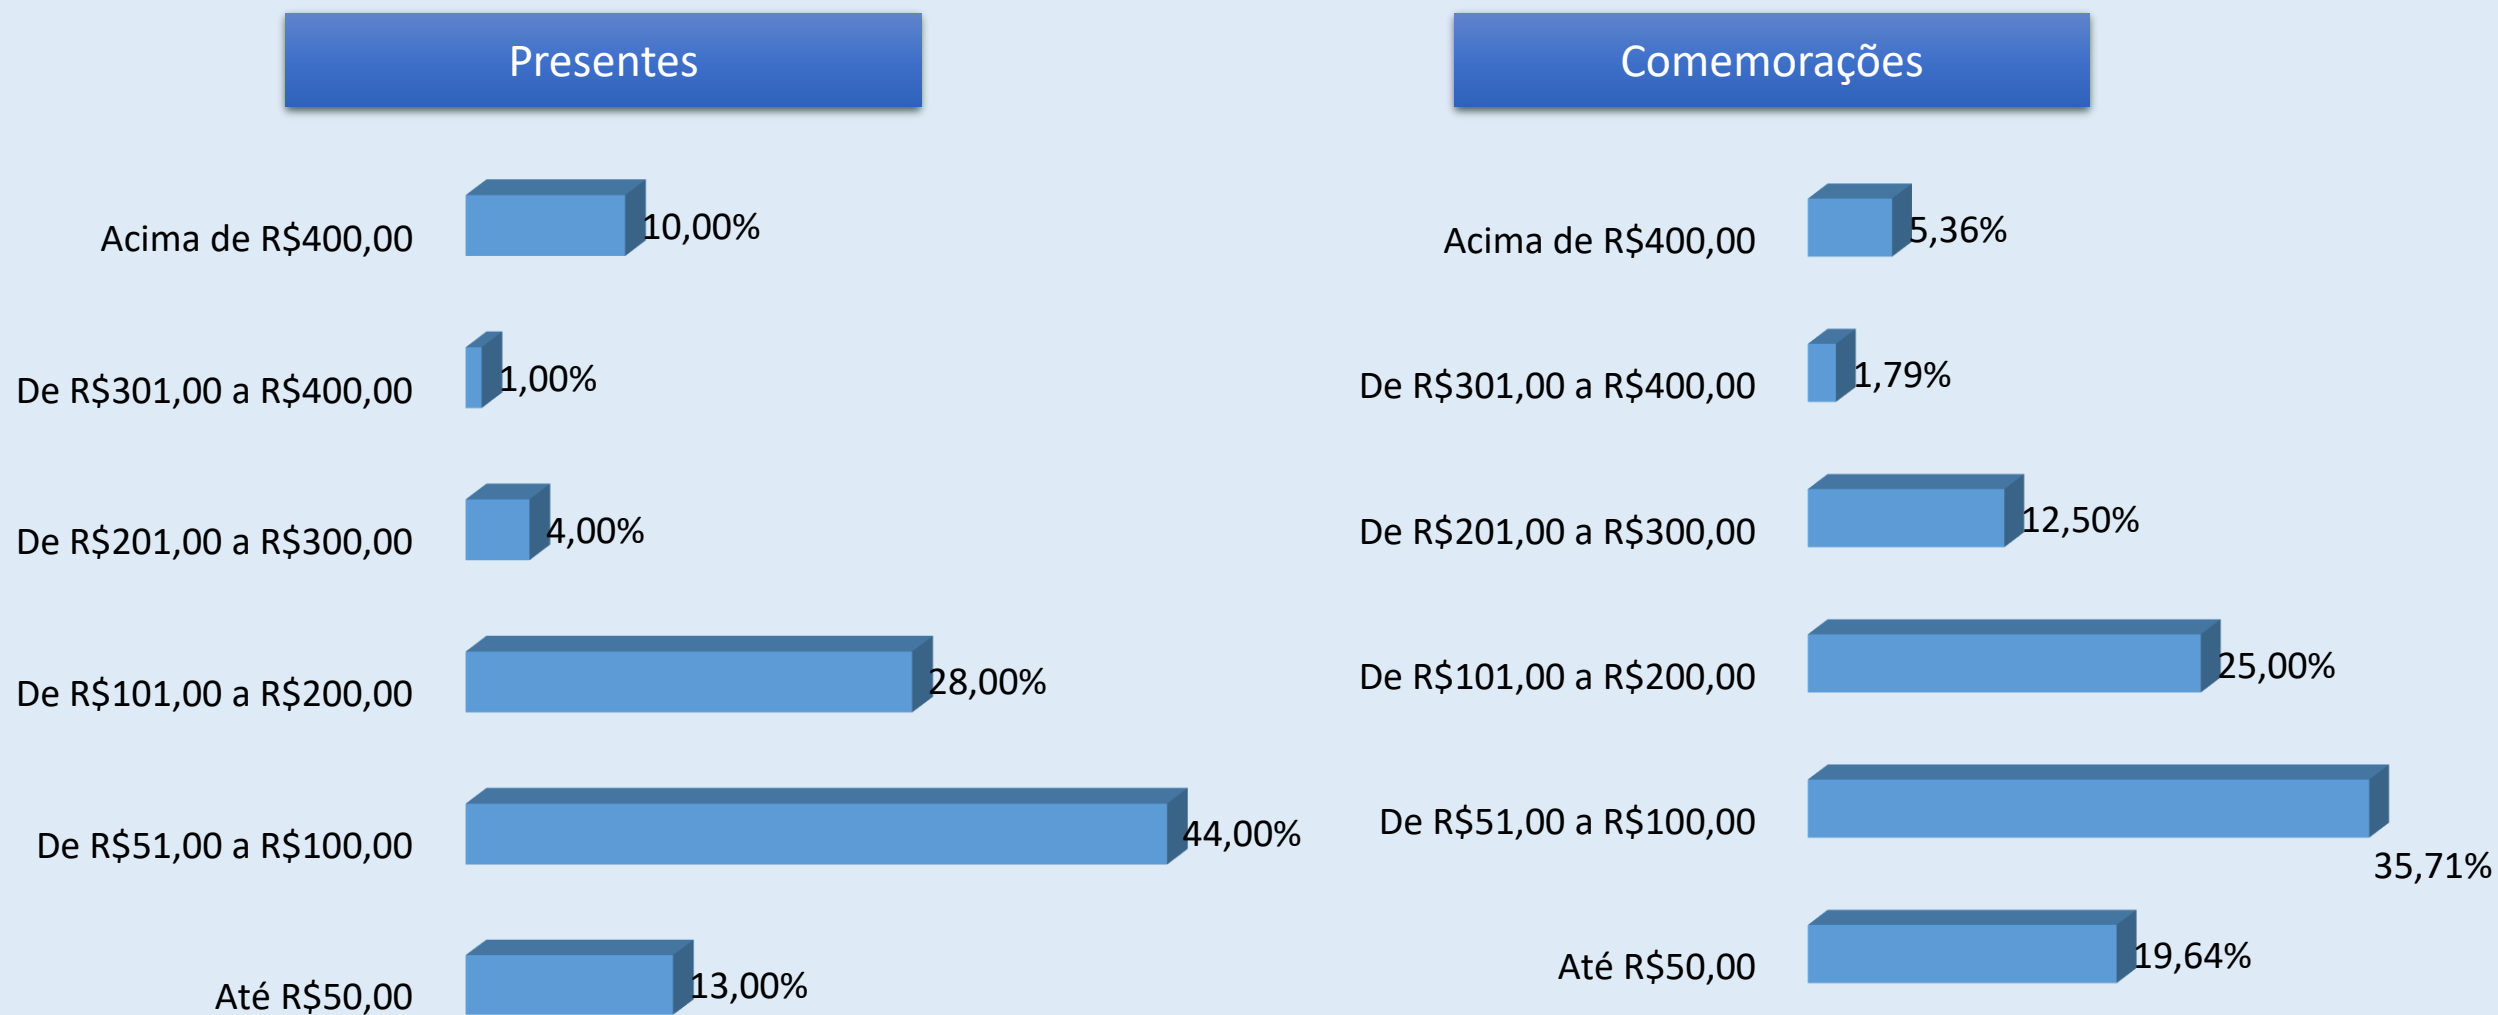 Presentes
Acima de R$400,00 10,00%
De R$301,00 a R$400,00 1,00%
De R$201,00 a R$300,00 4,00%
De R$101,00 a R$200,00 28,00%
De R$51,00 a R$100,00 44,00%
Até R$50,00 13,00%
Comemorações
Acima de R$400,00 5,36%
De R$301,00 a R$400,00 1,79%
De R$201,00 a R$300,00 12,50%
De R$101,00 a R$200,00 25,00%
De R$51,00 a R$100,00
35,71%
Até R$50,00 19,64%